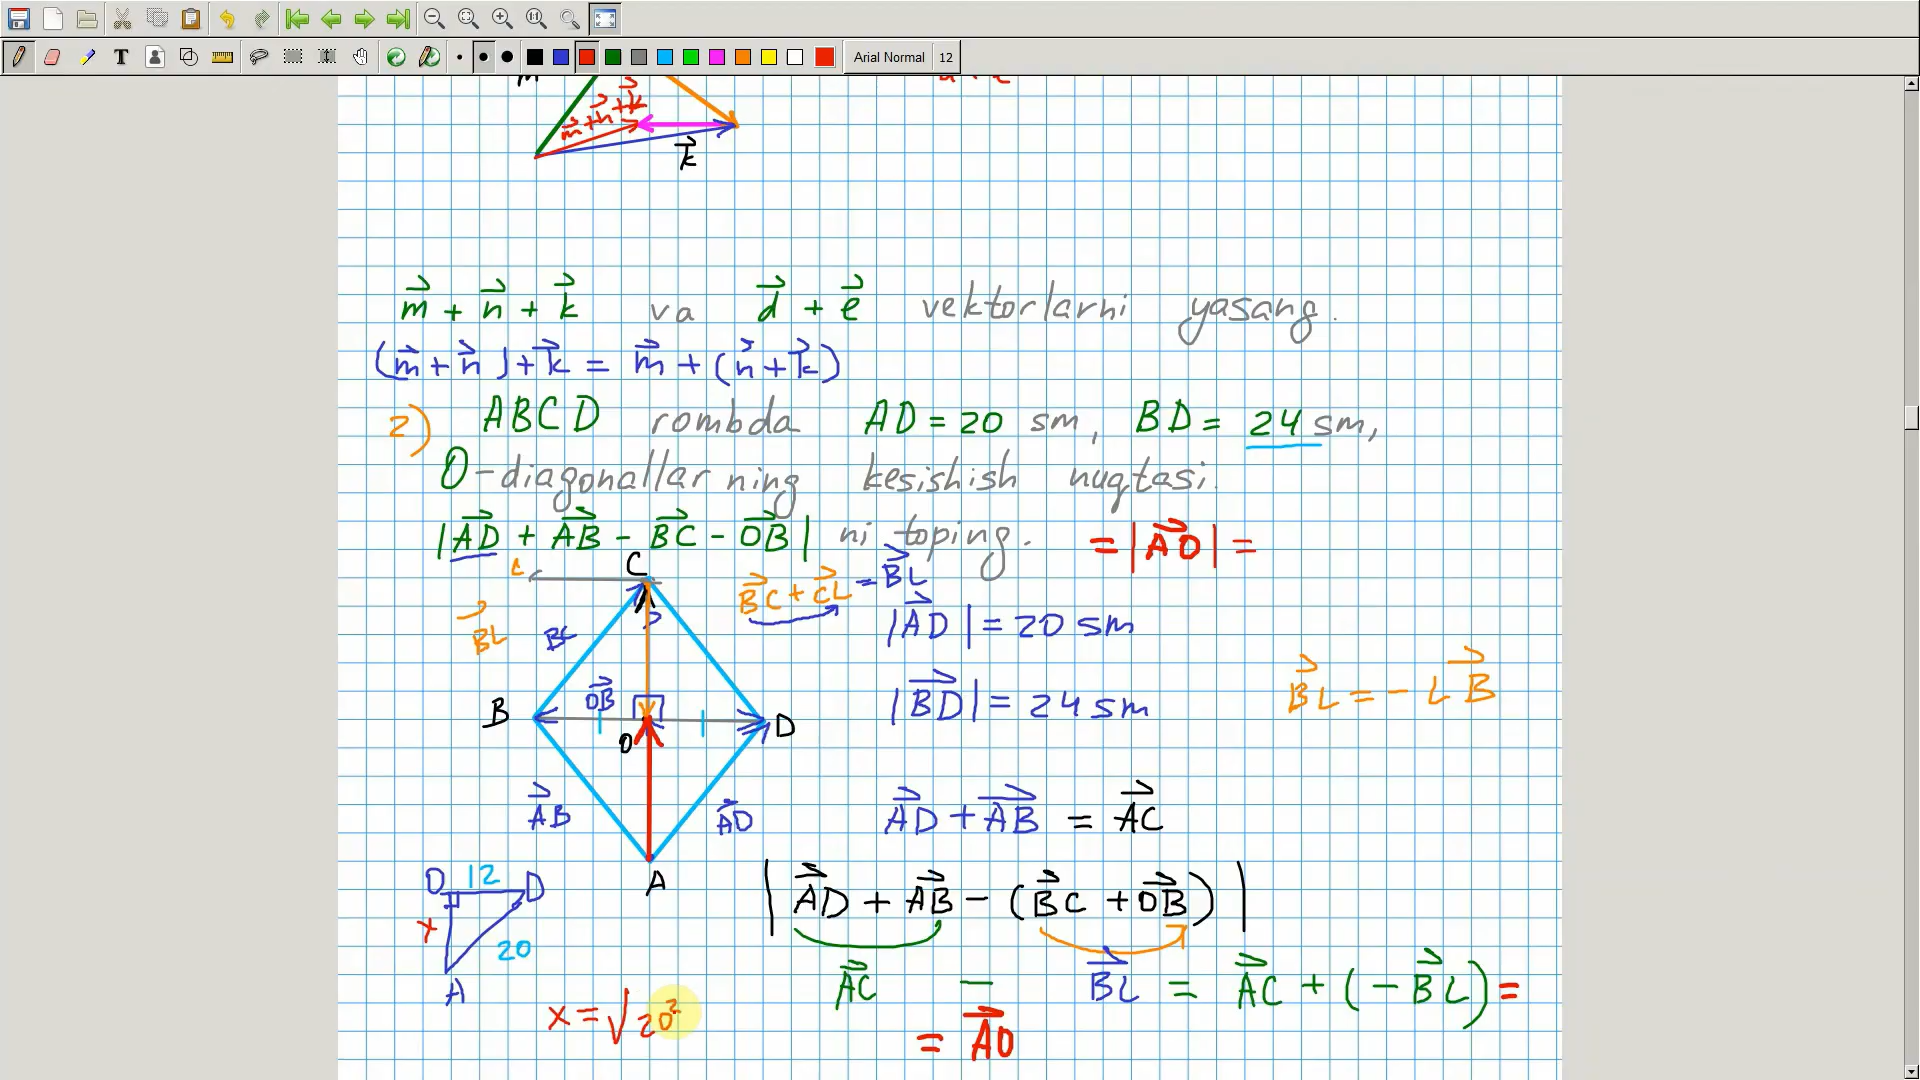 Arial Normal 12
m
m⃗+n⃗+k⃗
k⃗
m⃗ + n⃗ + k⃗ va d⃗ + e⃗ vektorlarni yasang.
(m⃗ + n⃗) + k⃗ = m⃗ + (n⃗ + k⃗)
2) ABCD rombda AD = 20 sm, BD = 24 sm,
O-diagonallarning kesishish nuqtasi.
|AD⃗ + AB⃗ - BC⃗ - OB⃗| ni toping. = |AO⃗| =
L C BC⃗ + CL⃗ = BL⃗
BL⃗ BC |AD⃗| = 20 sm
B OB⃗ O D |BD⃗| = 24 sm BL⃗ = - LB⃗
AB⃗ AD⃗ AD⃗ + AB⃗ = AC⃗
A
O 12 D |AD⃗ + AB⃗ - (BC⃗ + OB⃗)|
x 20
A AC⃗ - BL⃗ = AC⃗ + (- BL⃗) =
x = √20² = AO⃗